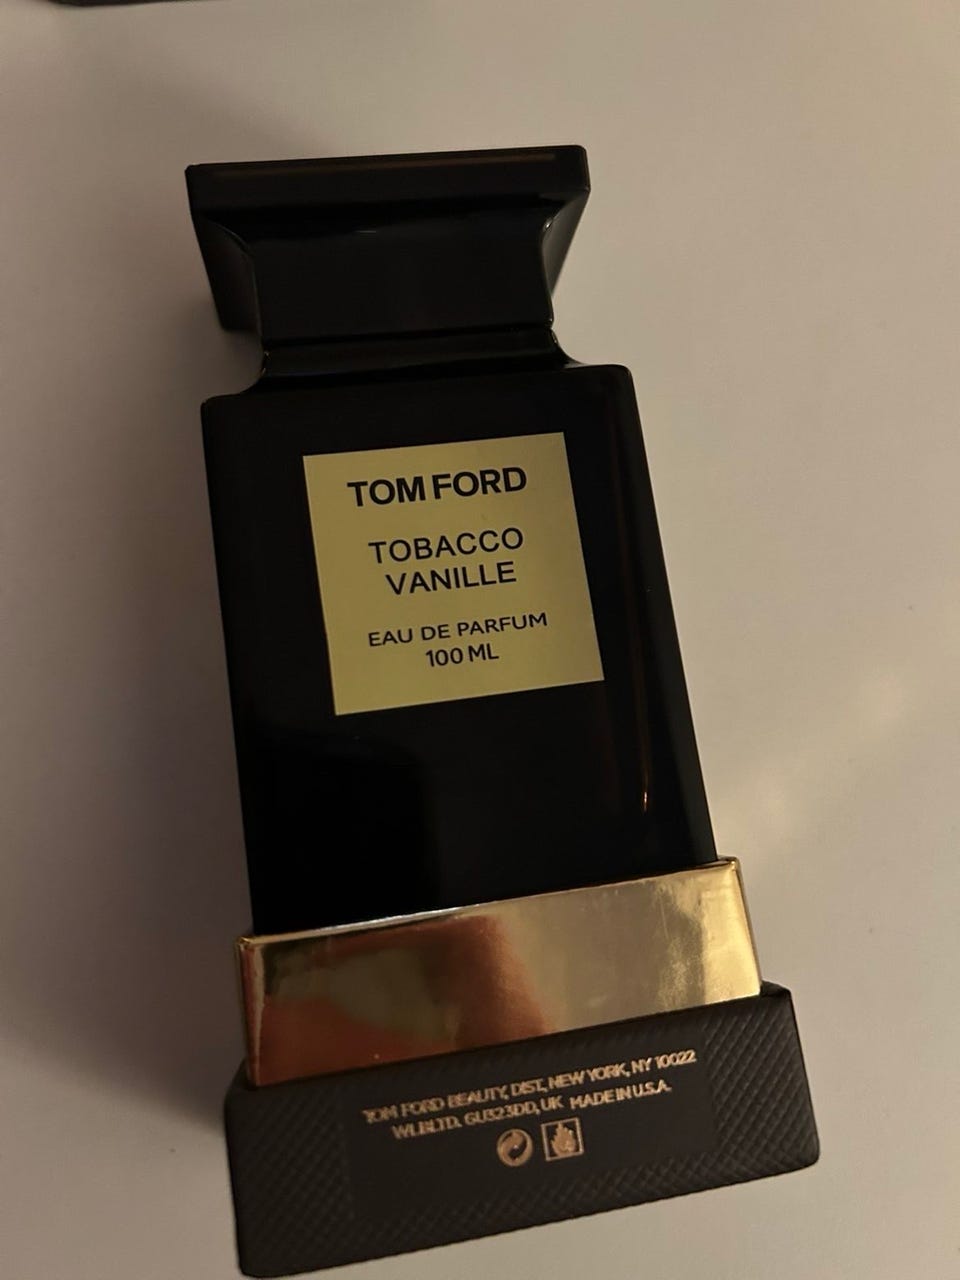 TOM FORD
TOBACCO
VANILLE
EAU DE PARFUM
100 ML
TOM FORD BEAUTY, DIST, NEW YORK, NY 10022
WLBLTD. GU323DD, UK MADE IN U.S.A.